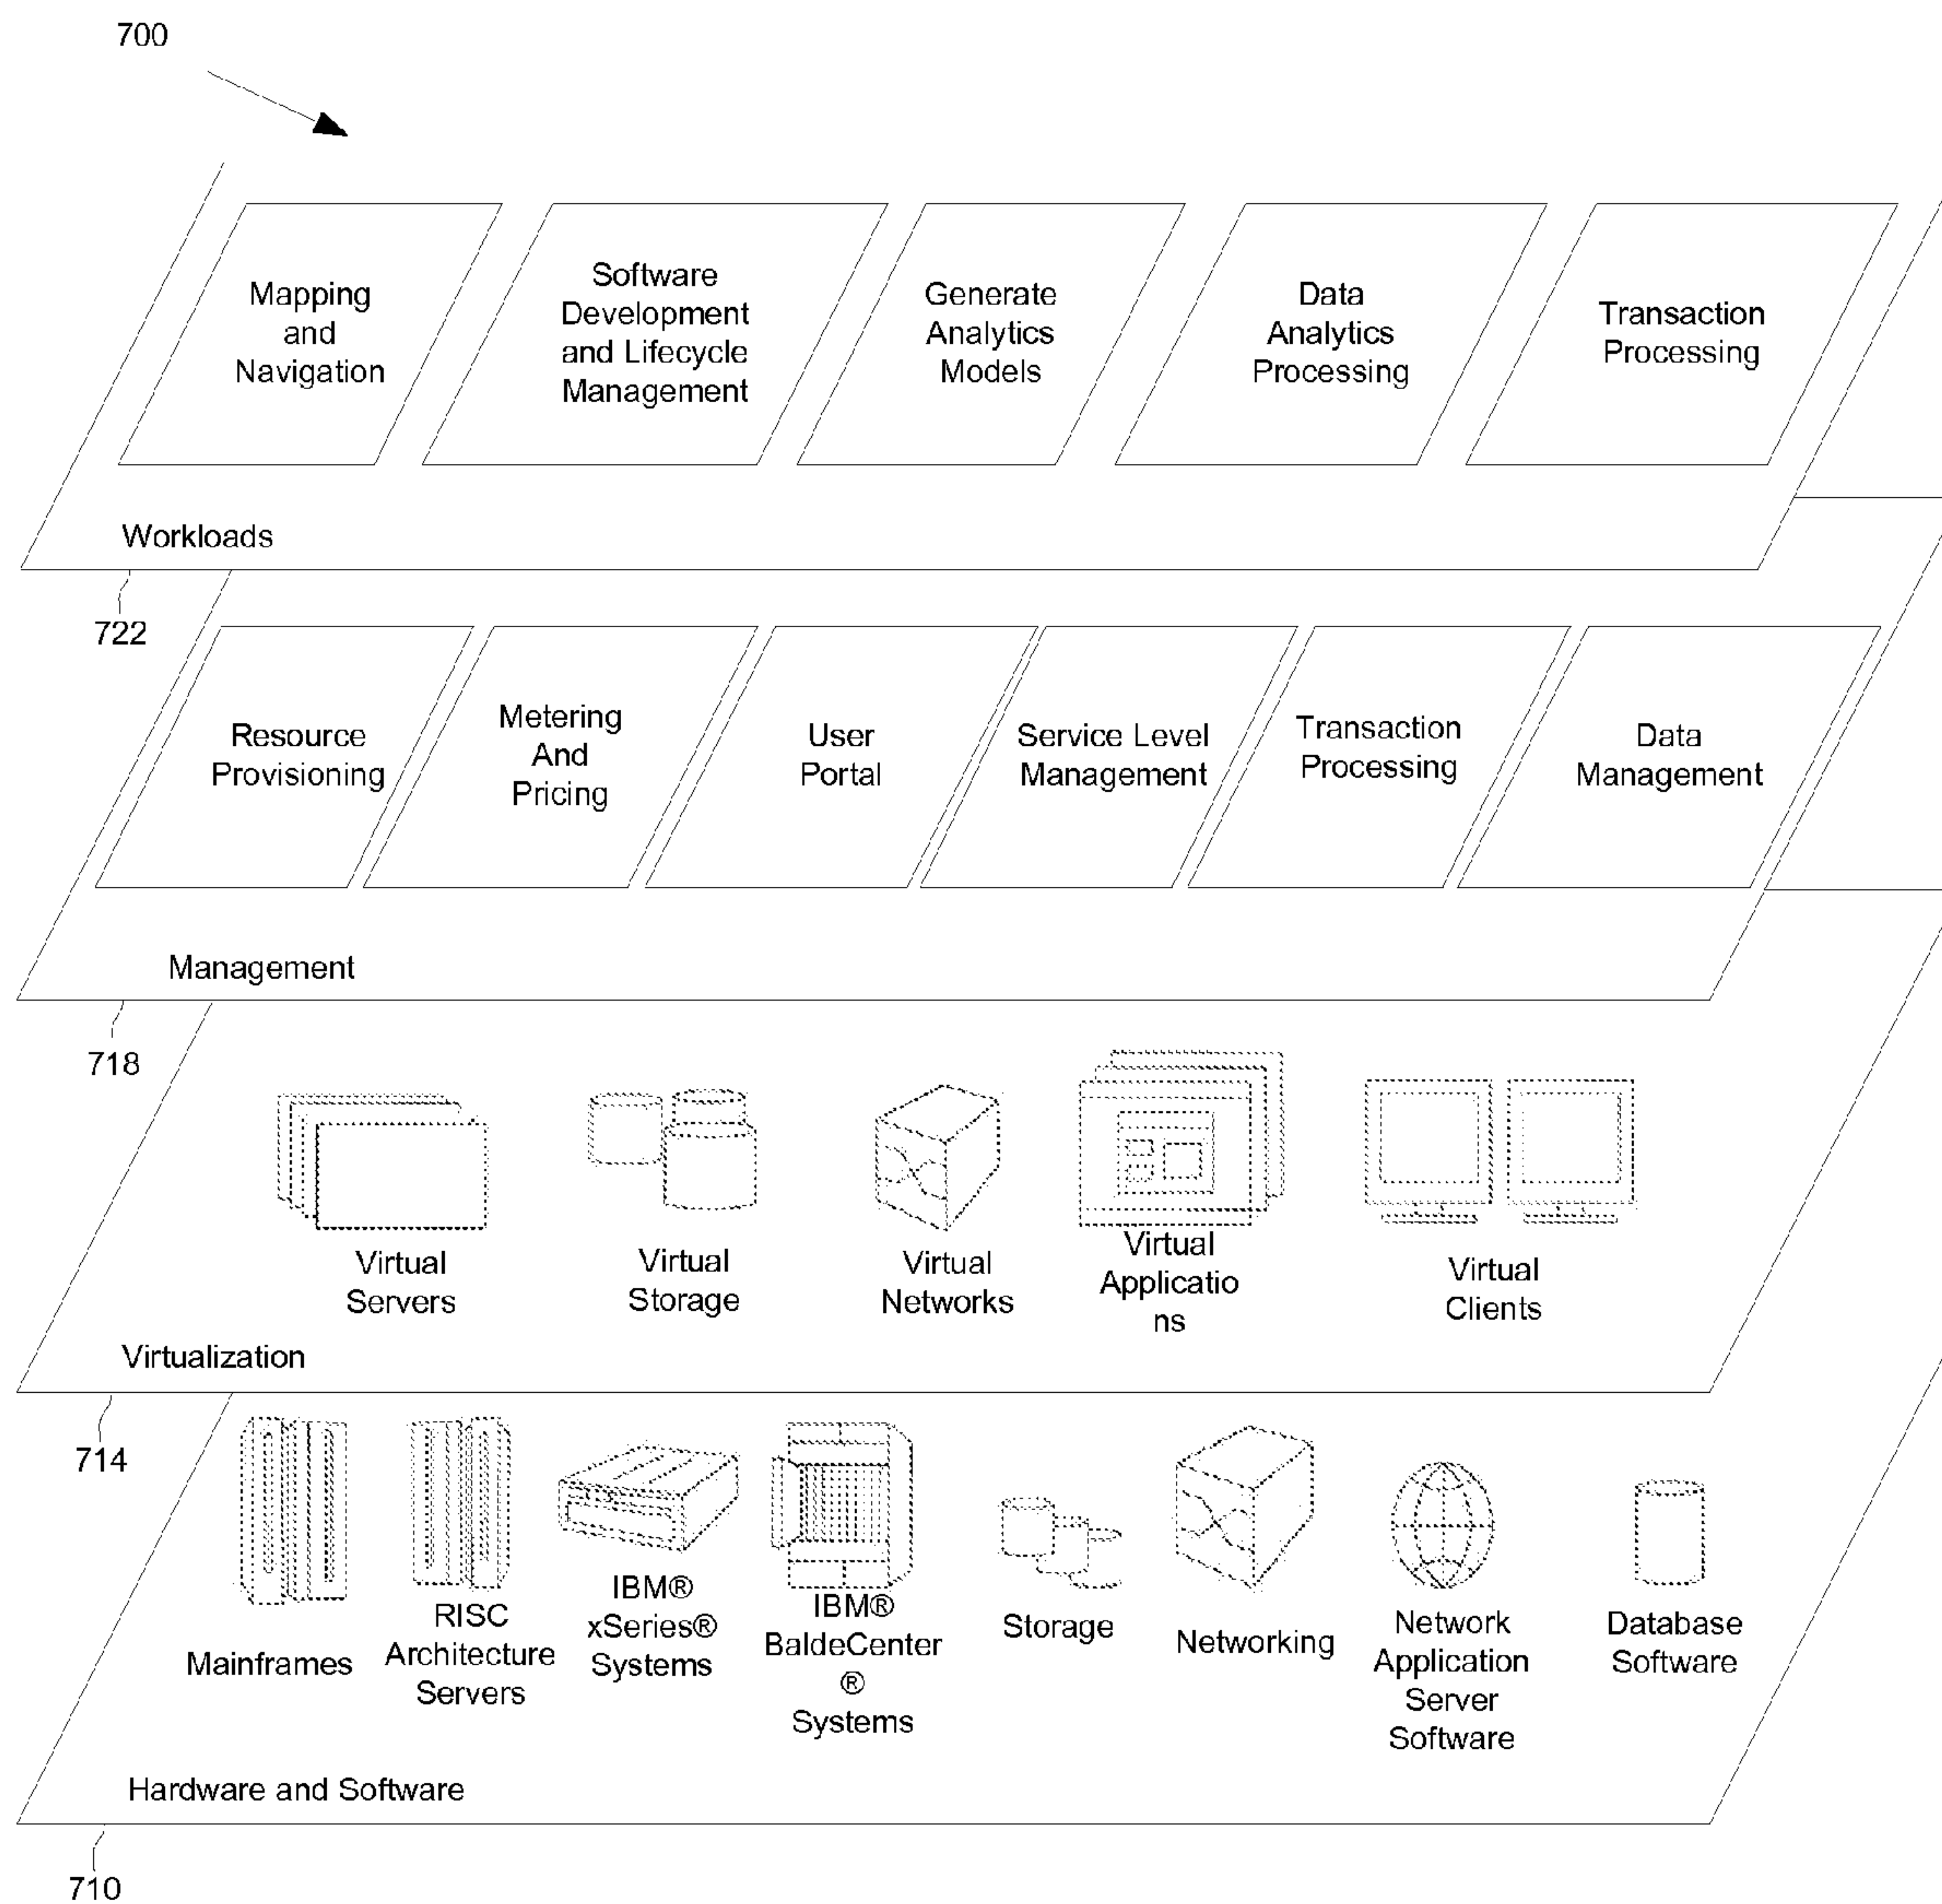 700
Mapping
and
Navigation
Software
Development
and Lifecycle
Management
Generate
Analytics
Models
Data
Analytics
Processing
Transaction
Processing
Workloads
722
Resource
Provisioning
Metering
And
Pricing
User
Portal
Service Level
Management
Transaction
Processing
Data
Management
Management
718
Virtual
Servers
Virtual
Storage
Virtual
Networks
Virtual
Applicatio
ns
Virtual
Clients
Virtualization
714
Mainframes
RISC
Architecture
Servers
IBM®
xSeries®
Systems
IBM®
BaldeCenter
®
Systems
Storage
Networking
Network
Application
Server
Software
Database
Software
Hardware and Software
710